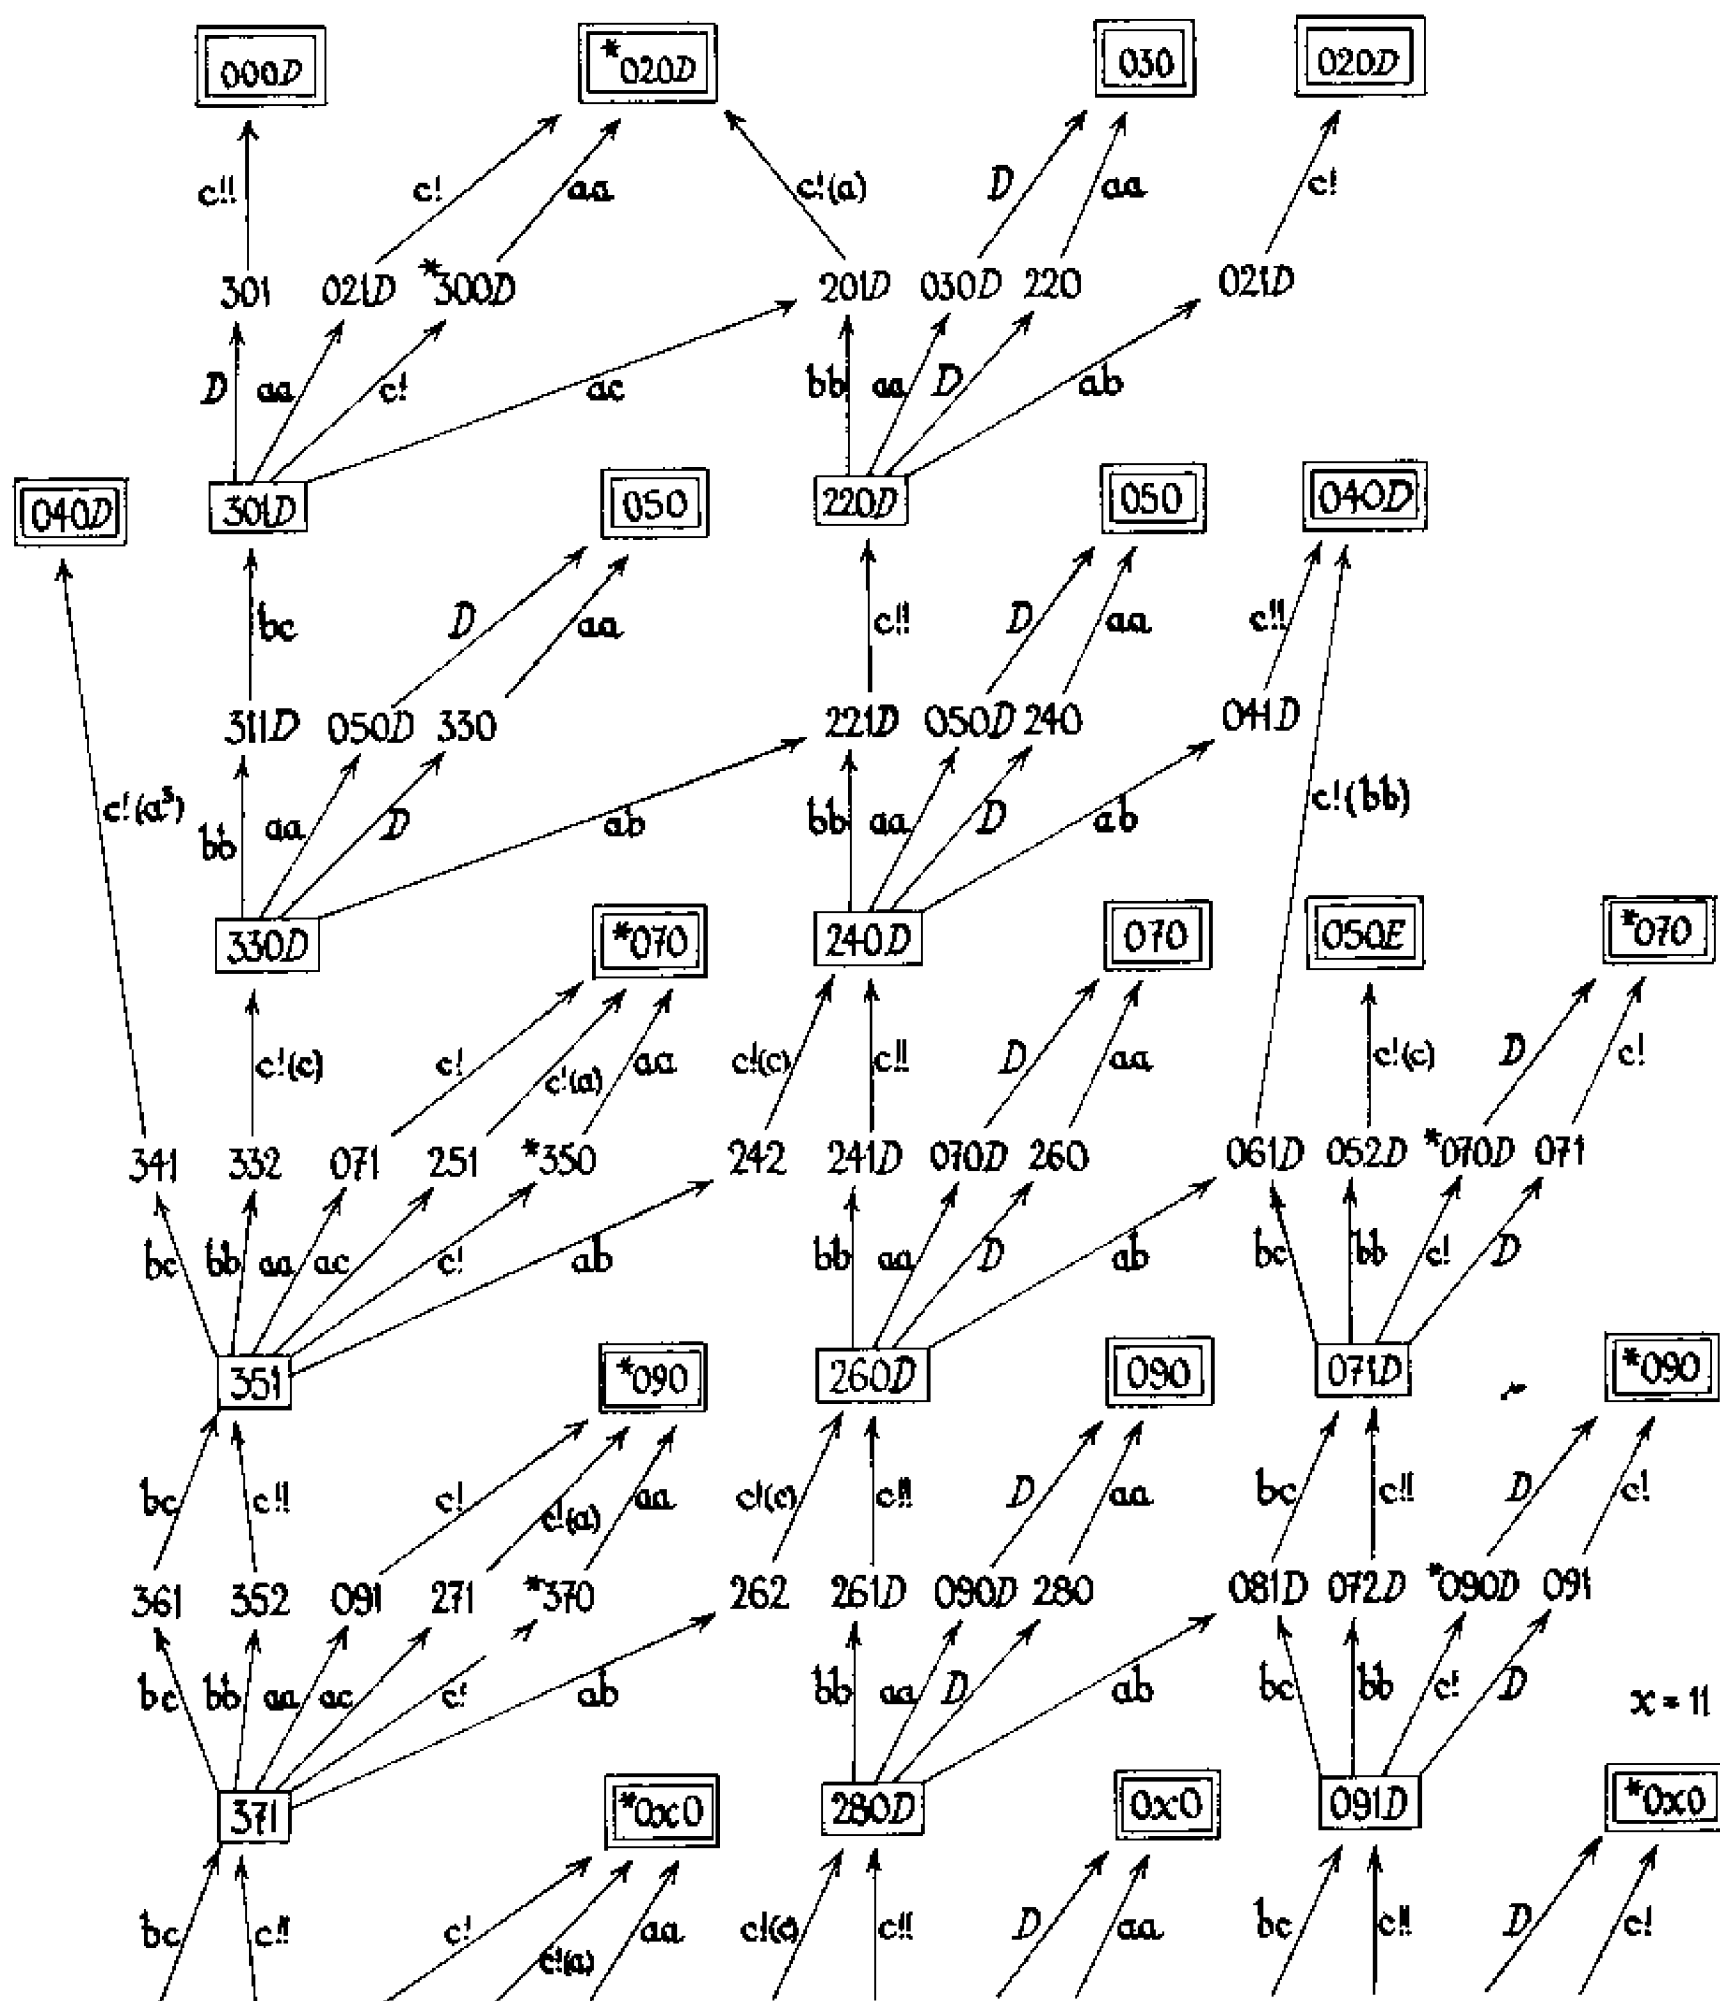 000D *020D 030 020D
c!! c! aa c!(a) D aa c!
301 021D *300D 201D 030D 220 021D
D aa c! ac bb aa D ab
040D 301D 050 220D 050 040D
bc D aa c!! D aa c!!
311D 050D 330 221D 050D 240 041D
c!(a³) bb aa D ab bb aa D ab c!(bb)
330D *070 240D 070 050E *070
c!(c) c! c!(a) aa c!(c) c!! D aa c!(c) D c!
341 332 071 251 *350 242 241D 070D 260 061D 052D *070D 071
bc bb aa ac c! ab bb aa D ab bc bb c! D
351 *090 260D 090 071D *090
bc c!! c! c!(a) aa c!(c) c!! D aa bc c!! D c!
361 352 091 271 *370 262 261D 090D 280 081D 072D *090D 091
bc bb aa ac c! ab bb aa D ab bc bb c! D x = 11
371 *0x0 280D 0x0 091D *0x0
bc c!! c! c!(a) aa c!(c) c!! D aa bc c!! D c!